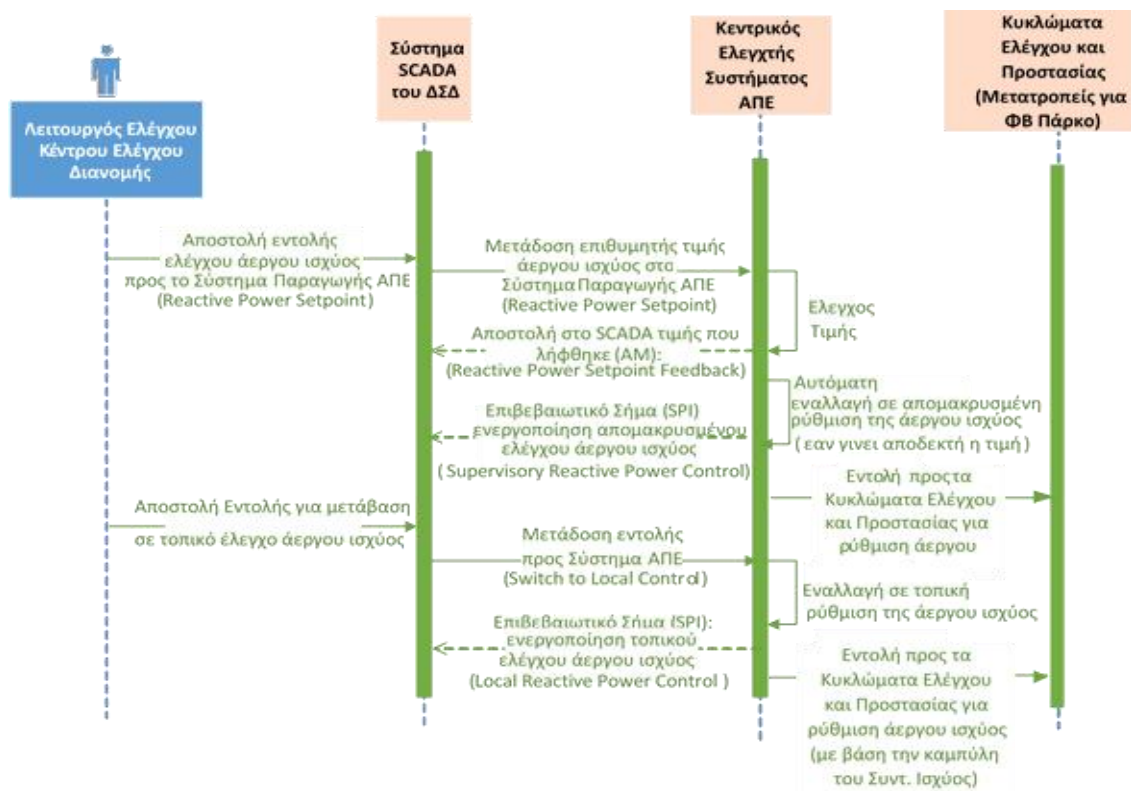 Λειτουργός Ελέγχου
Κέντρου Ελέγχου
Διανομής
Σύστημα
SCADA
του ΔΣΔ
Κεντρικός
Ελεγχτής
Συστήματος
ΑΠΕ
Κυκλώματα
Ελέγχου και
Προστασίας
(Μετατροπείς για
ΦΒ Πάρκο)
Αποστολή εντολής
ελέγχου άεργου ισχύος
προς το Σύστημα Παραγωγής ΑΠΕ
(Reactive Power Setpoint)
Μετάδοση επιθυμητής τιμής
άεργου ισχύος στο
Σύστημα Παραγωγής ΑΠΕ
(Reactive Power Setpoint)
Ελεγχος
Τιμής
Αποστολή στο SCADA τιμής που
λήφθηκε (AM):
(Reactive Power Setpoint Feedback)
Αυτόματη
εναλλαγή σε απομακρυσμένη
ρύθμιση της άεργου ισχύος
( εαν γινει αποδεκτή η τιμή )
Επιβεβαιωτικό Σήμα (SPI)
ενεργοποίηση απομακρυσμένου
ελέγχου άεργου ισχύος
( Supervisory Reactive Power Control)
Εντολή προς τα
Κυκλώματα Ελέγχου
και Προστασίας για
ρύθμιση άεργου
Αποστολή Εντολής για μετάβαση
σε τοπικό έλεγχο άεργου ισχύος
Μετάδοση εντολής
προς Σύστημα ΑΠΕ
(Switch to Local Control)
Εναλλαγή σε τοπική
ρύθμιση της άεργου ισχύος
Επιβεβαιωτικό Σήμα (SPI):
ενεργοποίηση τοπικού
ελέγχου άεργου ισχύος
(Local Reactive Power Control )
Εντολή προς τα
Κυκλώματα Ελέγχου
και Προστασίας για
ρύθμιση άεργου ισχύος
(με βάση την καμπύλη
του Συντ. Ισχύος)